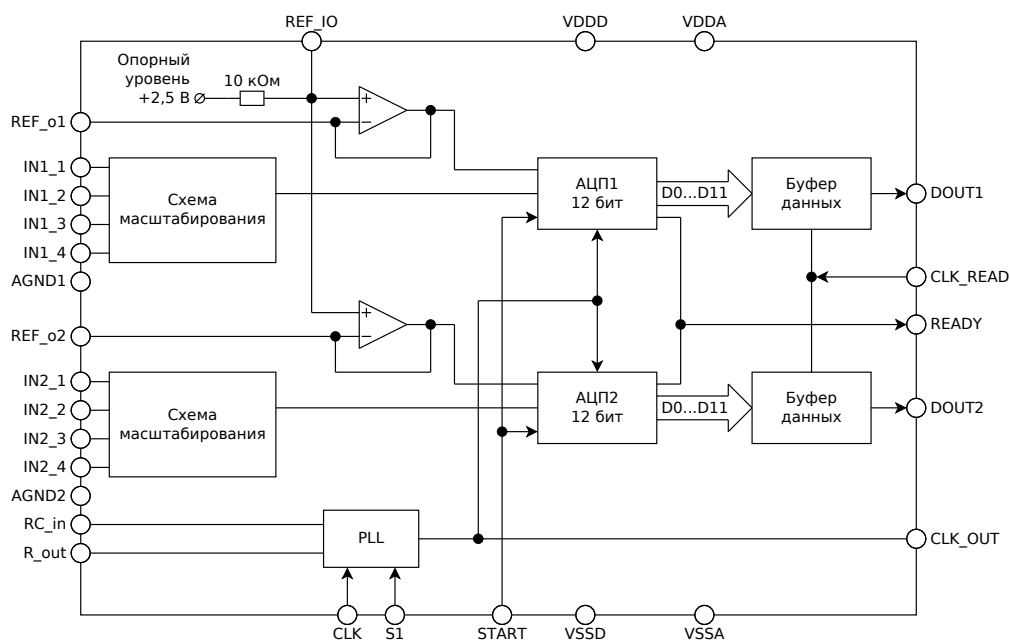 REF_IO
VDDD
VDDA
Опорный
уровень
+2,5 В
10 кОм
+
−
REF_o1
IN1_1
IN1_2
IN1_3
IN1_4
AGND1
Схема
масштабирования
АЦП1
12 бит
D0...D11
Буфер
данных
DOUT1
CLK_READ
READY
+
−
REF_o2
IN2_1
IN2_2
IN2_3
IN2_4
AGND2
Схема
масштабирования
АЦП2
12 бит
D0...D11
Буфер
данных
DOUT2
RC_in
R_out
PLL
CLK_OUT
CLK
S1
START
VSSD
VSSA